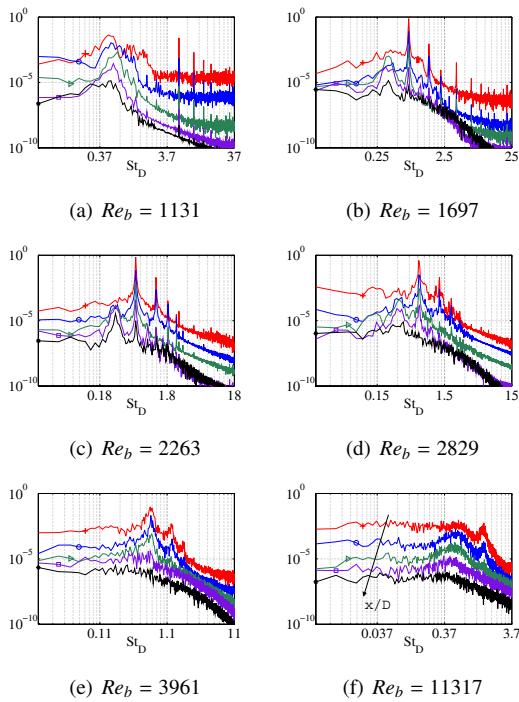 10^0
10^-5
10^-10
0.37 3.7 37
St_D
(a) Re_b = 1131
10^0
10^-5
10^-10
0.25 2.5 25
St_D
(b) Re_b = 1697
10^0
10^-5
10^-10
0.18 1.8 18
St_D
(c) Re_b = 2263
10^0
10^-5
10^-10
0.15 1.5 15
St_D
(d) Re_b = 2829
10^0
10^-5
10^-10
0.11 1.1 11
St_D
(e) Re_b = 3961
10^0
10^-5
10^-10
x/D
0.037 0.37 3.7
St_D
(f) Re_b = 11317